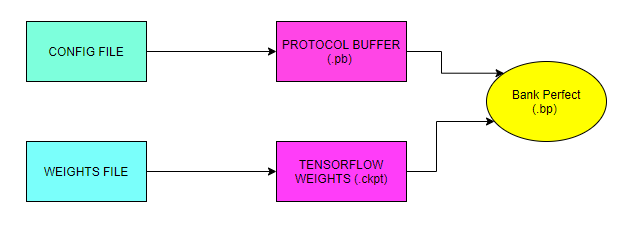 CONFIG FILE
PROTOCOL BUFFER
(.pb)
Bank Perfect
(.bp)
WEIGHTS FILE
TENSORFLOW
WEIGHTS (.ckpt)